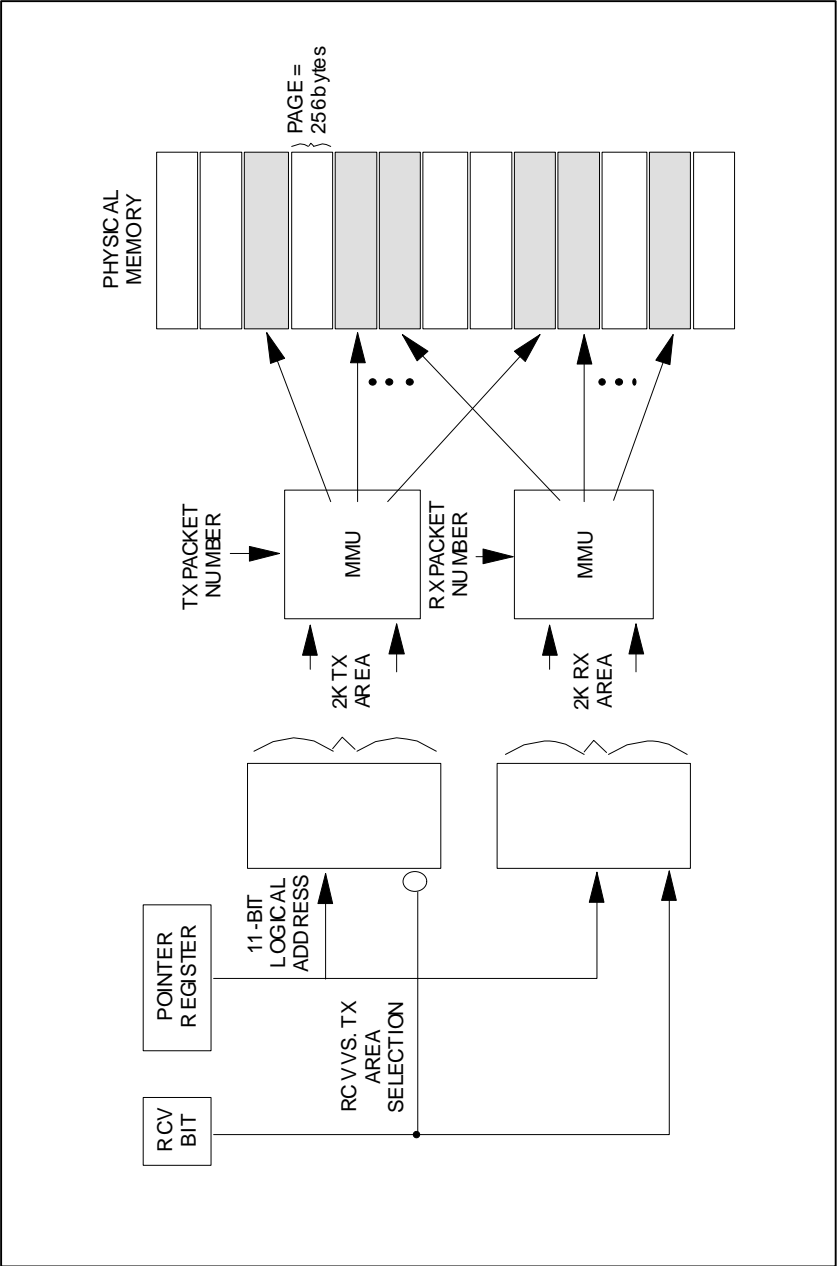 RCV
BIT
POINTER
REGISTER
RCV VS. TX
AREA
SELECTION
11-BIT
LOGICAL
ADDRESS
2K TX
AREA
2K RX
AREA
TX PACKET
NUMBER
MMU
RX PACKET
NUMBER
MMU
PHYSICAL
MEMORY
PAGE =
256bytes